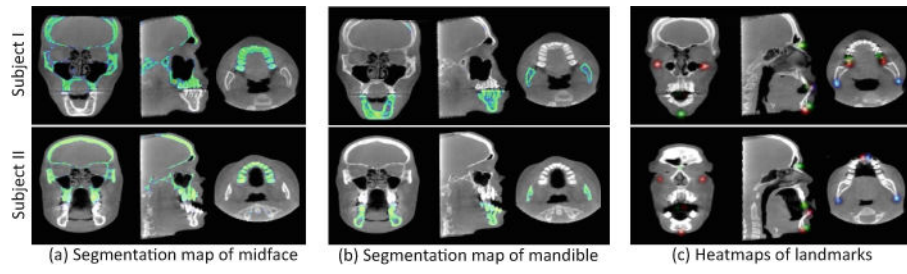 Subject I
Subject II
(a) Segmentation map of midface
(b) Segmentation map of mandible
(c) Heatmaps of landmarks